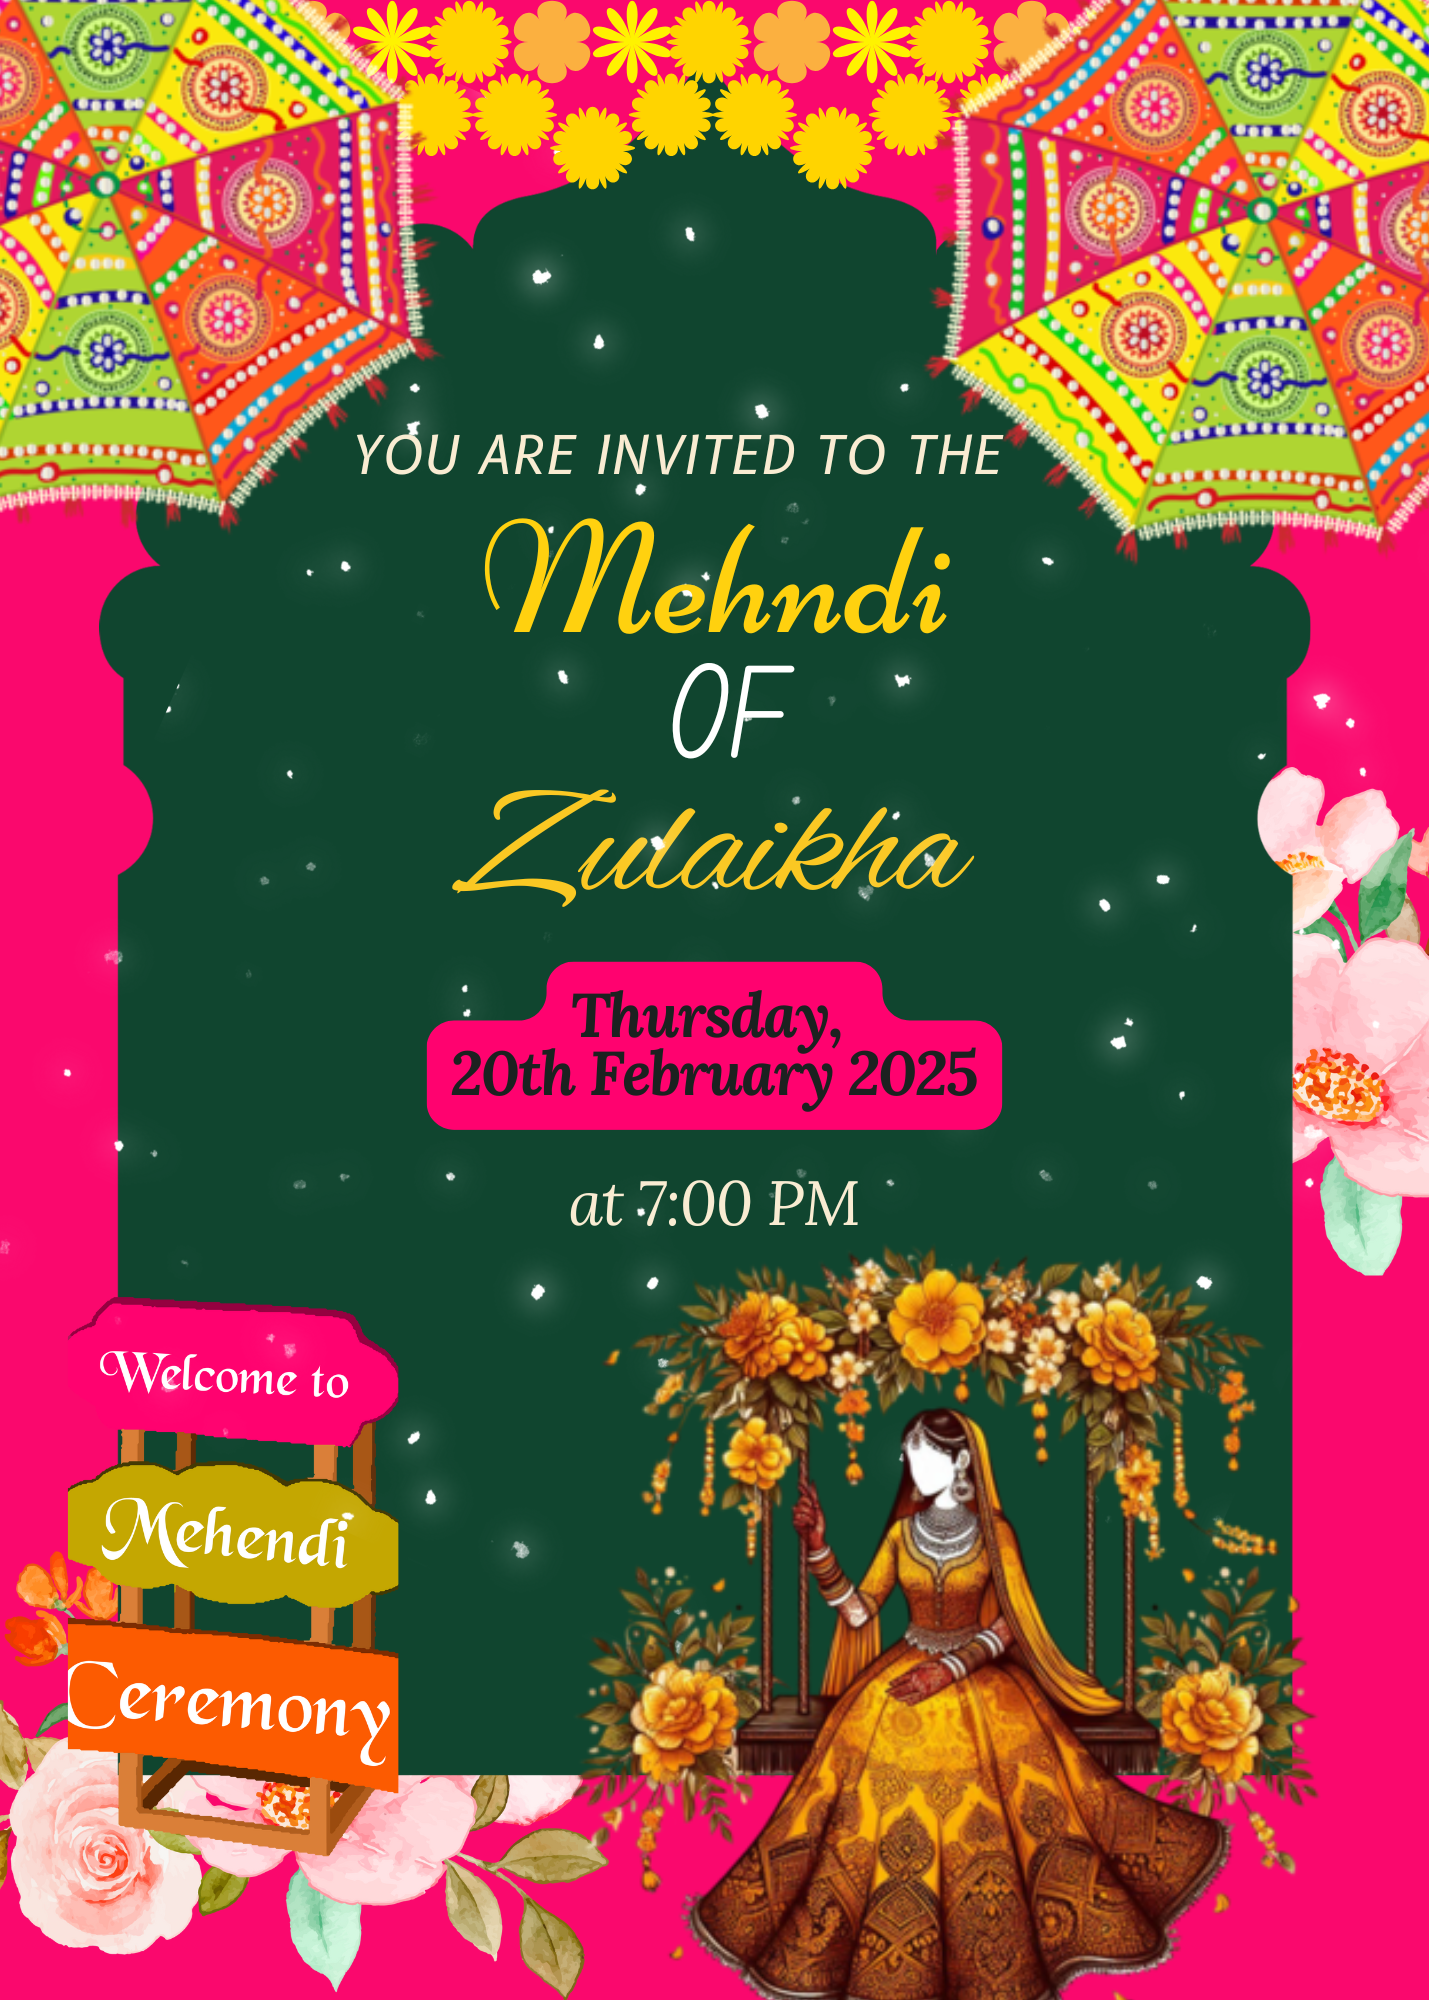 YOU ARE INVITED TO THE
Mehndi
OF
Zulaikha
Thursday,
20th February 2025
at 7:00 PM
Welcome to
Mehendi
Ceremony